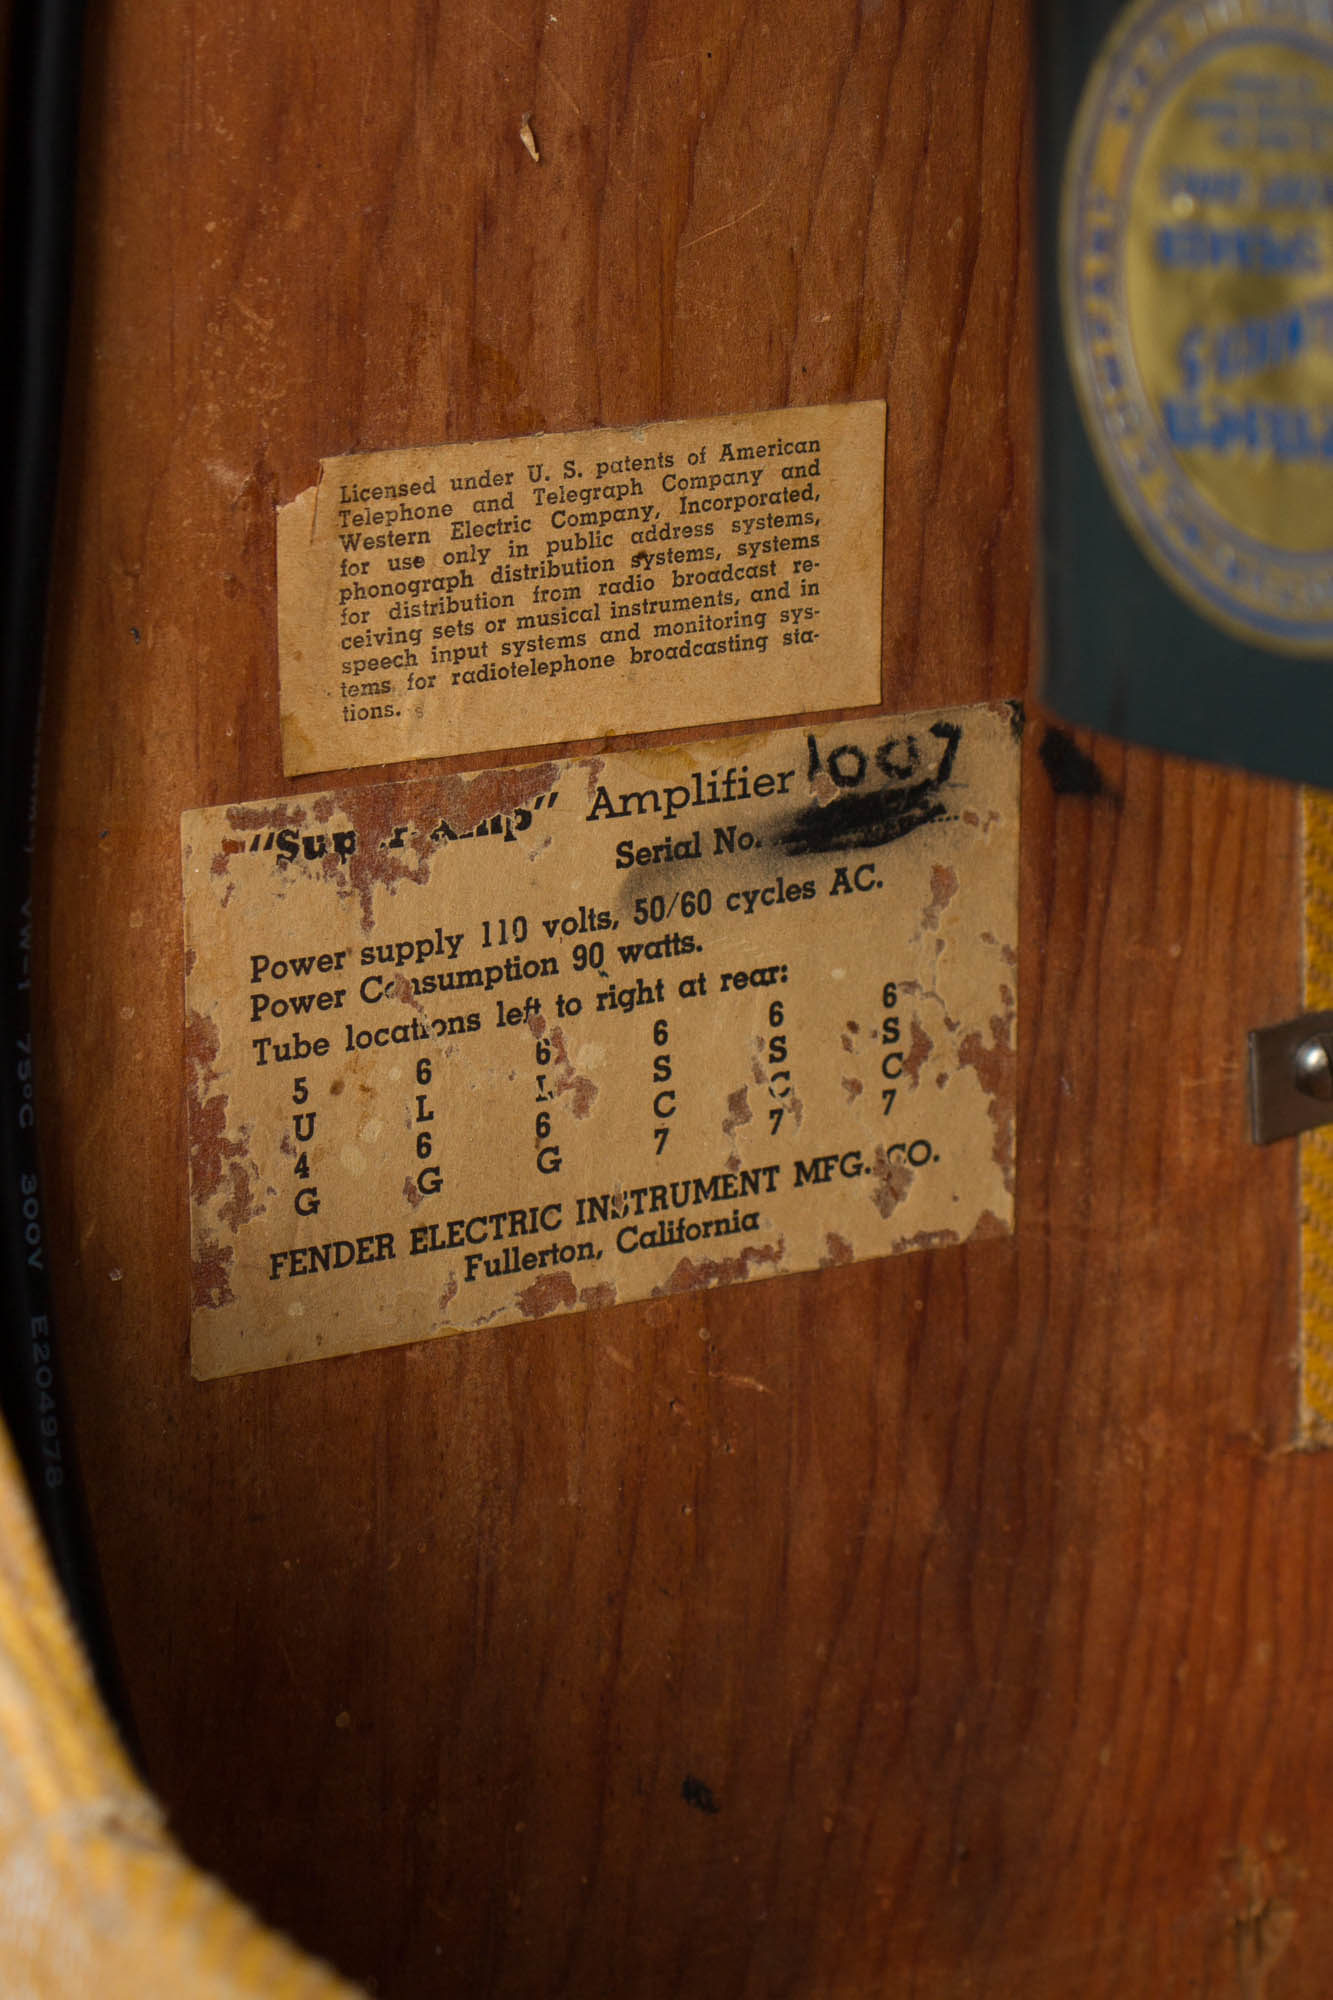 Licensed under U. S. patents of American
Telephone and Telegraph Company and
Western Electric Company, Incorporated,
for use only in public address systems,
phonograph distribution systems, systems
for distribution from radio broadcast re-
ceiving sets or musical instruments, and in
speech input systems and monitoring sys-
tems for radiotelephone broadcasting sta-
tions.
"Super Amp" Amplifier 1007
Serial No.
Power supply 110 volts, 50/60 cycles AC.
Power Consumption 90 watts.
Tube locations left to right at rear:
5 6 6 6 6 6
U L L S S S
4 6 6 C C C
G G G 7 7 7
FENDER ELECTRIC INSTRUMENT MFG. CO.
Fullerton, California
VW-1 75°C 300V E204978
SPEAKER